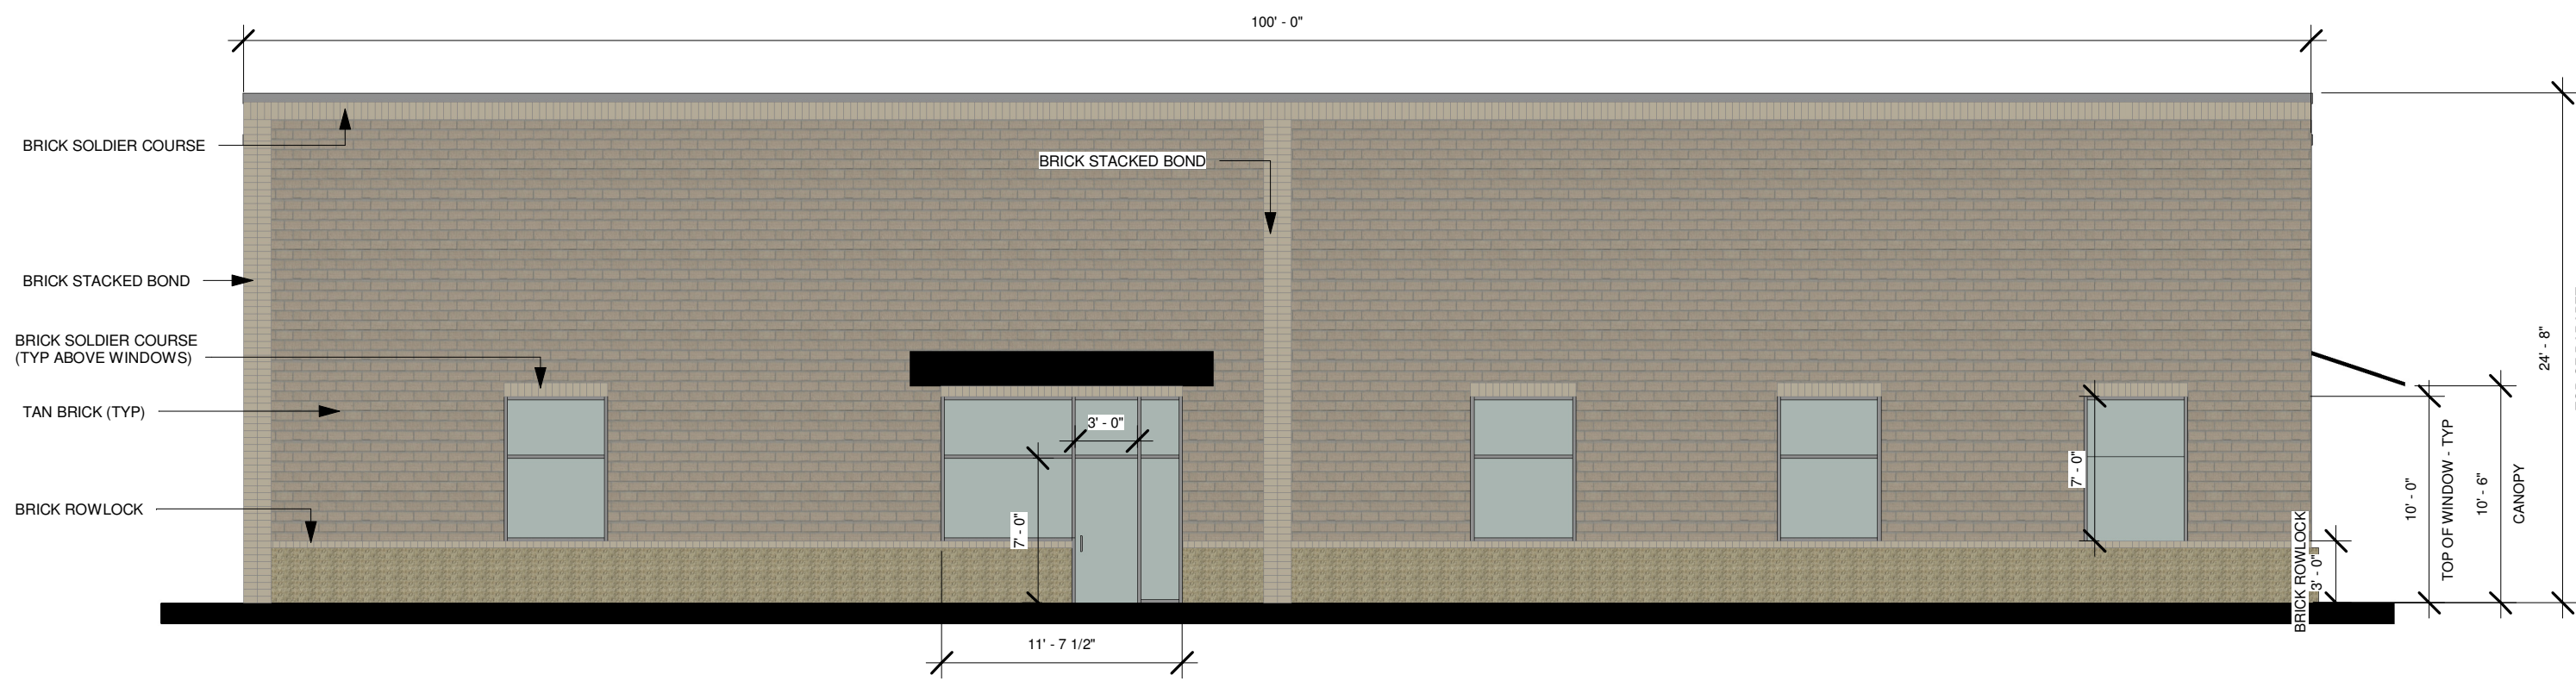 100' - 0"
BRICK SOLDIER COURSE
BRICK STACKED BOND
BRICK STACKED BOND
BRICK SOLDIER COURSE
(TYP ABOVE WINDOWS)
TAN BRICK (TYP)
BRICK ROWLOCK
3' - 0"
7' - 0"
7' - 0"
11' - 7 1/2"
BRICK ROWLOCK
3' - 0"
10' - 0"
TOP OF WINDOW - TYP
10' - 6"
CANOPY
24' - 8"